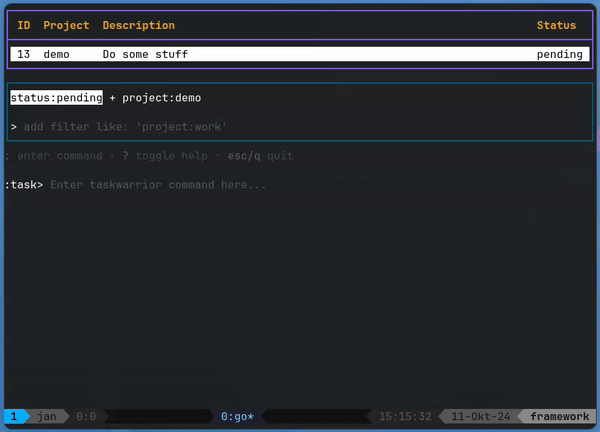 ID Project Description Status
13 demo Do some stuff pending
status:pending + project:demo
> add filter like: 'project:work'
: enter command · ? toggle help · esc/q quit
:task> Enter taskwarrior command here...
1 jan 0:0 0:go* 15:15:32 11-Okt-24 framework